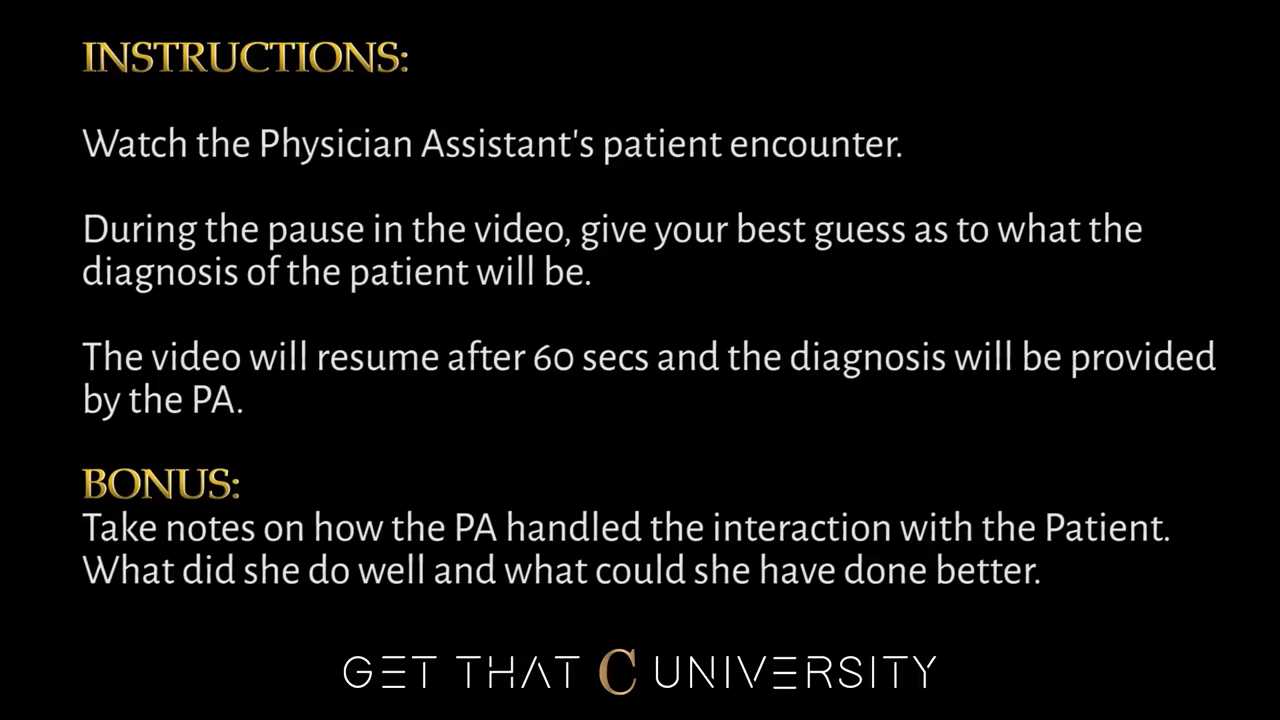 INSTRUCTIONS:
Watch the Physician Assistant's patient encounter.
During the pause in the video, give your best guess as to what the
diagnosis of the patient will be.
The video will resume after 60 secs and the diagnosis will be provided
by the PA.
BONUS:
Take notes on how the PA handled the interaction with the Patient.
What did she do well and what could she have done better.
GET THAT C UNIVERSITY